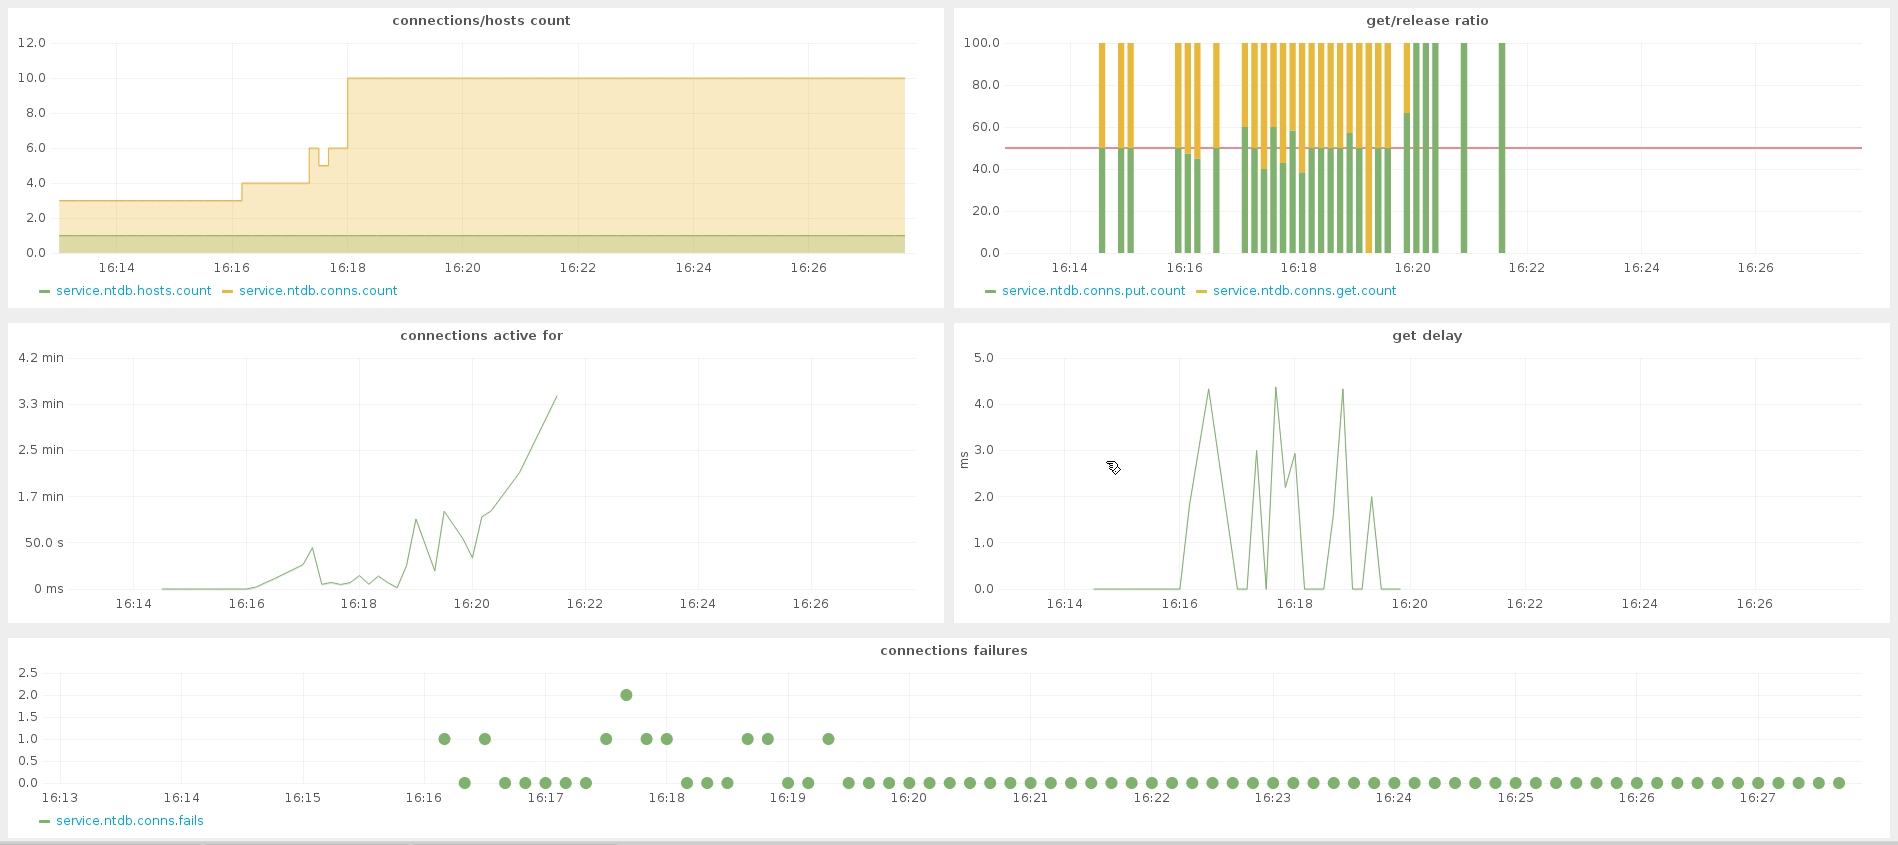 connections/hosts count
12.0
10.0
8.0
6.0
4.0
2.0
0.0
16:14 16:16 16:18 16:20 16:22 16:24 16:26
service.ntdb.hosts.count service.ntdb.conns.count
get/release ratio
100.0
80.0
60.0
40.0
20.0
0.0
16:14 16:16 16:18 16:20 16:22 16:24 16:26
service.ntdb.conns.put.count service.ntdb.conns.get.count
connections active for
4.2 min
3.3 min
2.5 min
1.7 min
50.0 s
0 ms
16:14 16:16 16:18 16:20 16:22 16:24 16:26
get delay
5.0
4.0
3.0
ms
2.0
1.0
0.0
16:14 16:16 16:18 16:20 16:22 16:24 16:26
connections failures
2.5
2.0
1.5
1.0
0.5
0.0
16:13 16:14 16:15 16:16 16:17 16:18 16:19 16:20 16:21 16:22 16:23 16:24 16:25 16:26 16:27
service.ntdb.conns.fails